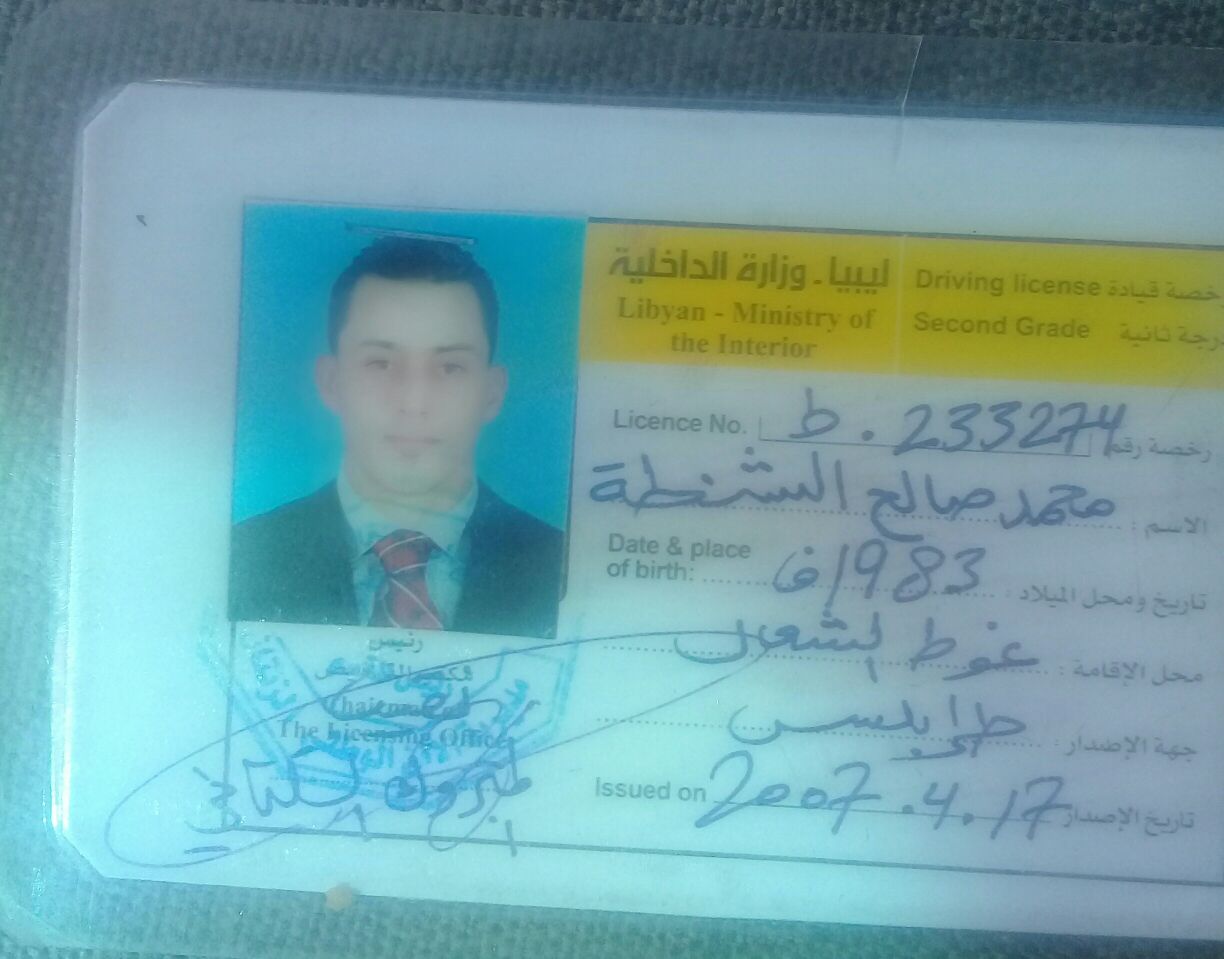 ليبيا - وزارة الداخلية
Libyan - Ministry of
the Interior
Driving license رخصة قيادة
Second Grade درجة ثانية
Licence No. ط . 233274 رخصة رقم
الاسم : محمد صالح الشنطة
Date & place
of birth: 1983/ف تاريخ ومحل الميلاد :
محل الإقامة : غوط الشعال
جهة الإصدار : طرابلس
Issued on 2007.4.17 تاريخ الإصدار
رئيس
Chairman of
The Licensing Office